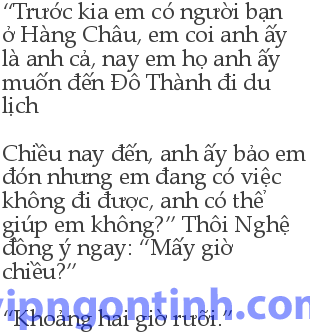 “Trước kia em có người bạn
ở Hàng Châu, em coi anh ấy
là anh cả, nay em họ anh ấy
muốn đến Đô Thành đi du
lịch
Chiều nay đến, anh ấy bảo em
đón nhưng em đang có việc
không đi được, anh có thể
giúp em không?” Thôi Nghệ
đồng ý ngay: “Mấy giờ
chiều?”
vipngontinh.com
“Khoảng hai giờ rưỡi.”